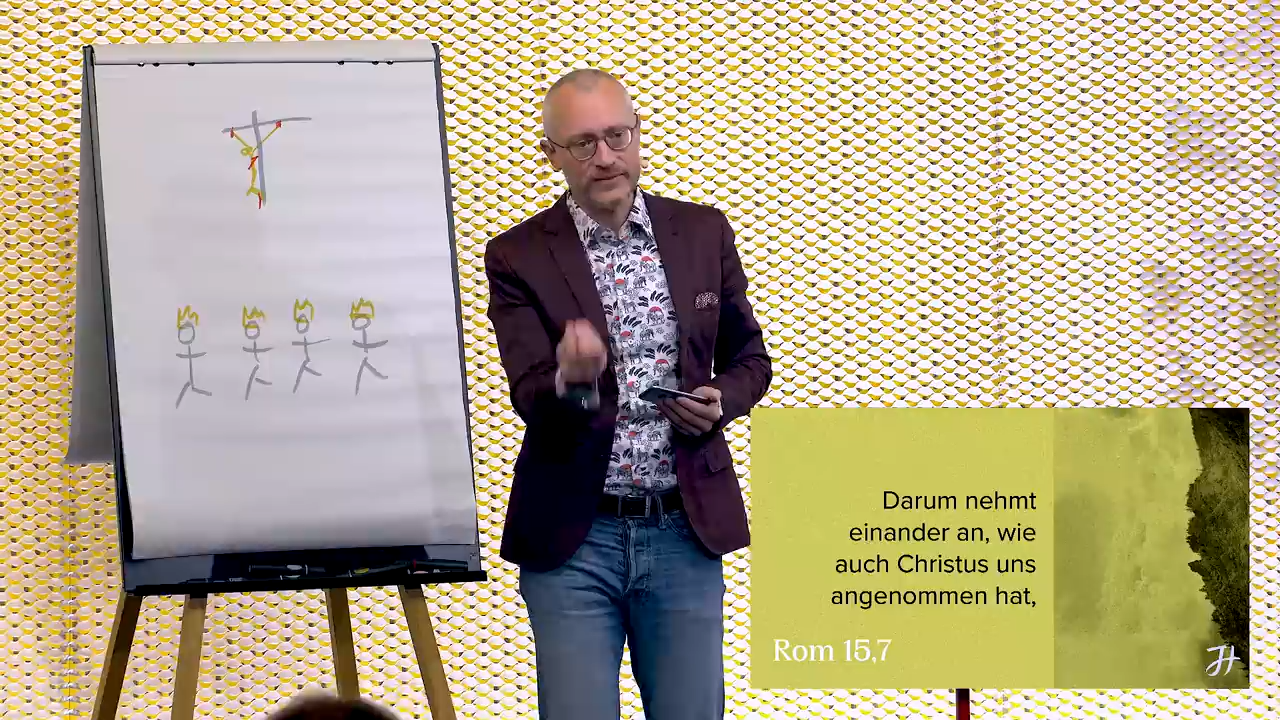 Darum nehmt
einander an, wie
auch Christus uns
angenommen hat,
Rom 15,7